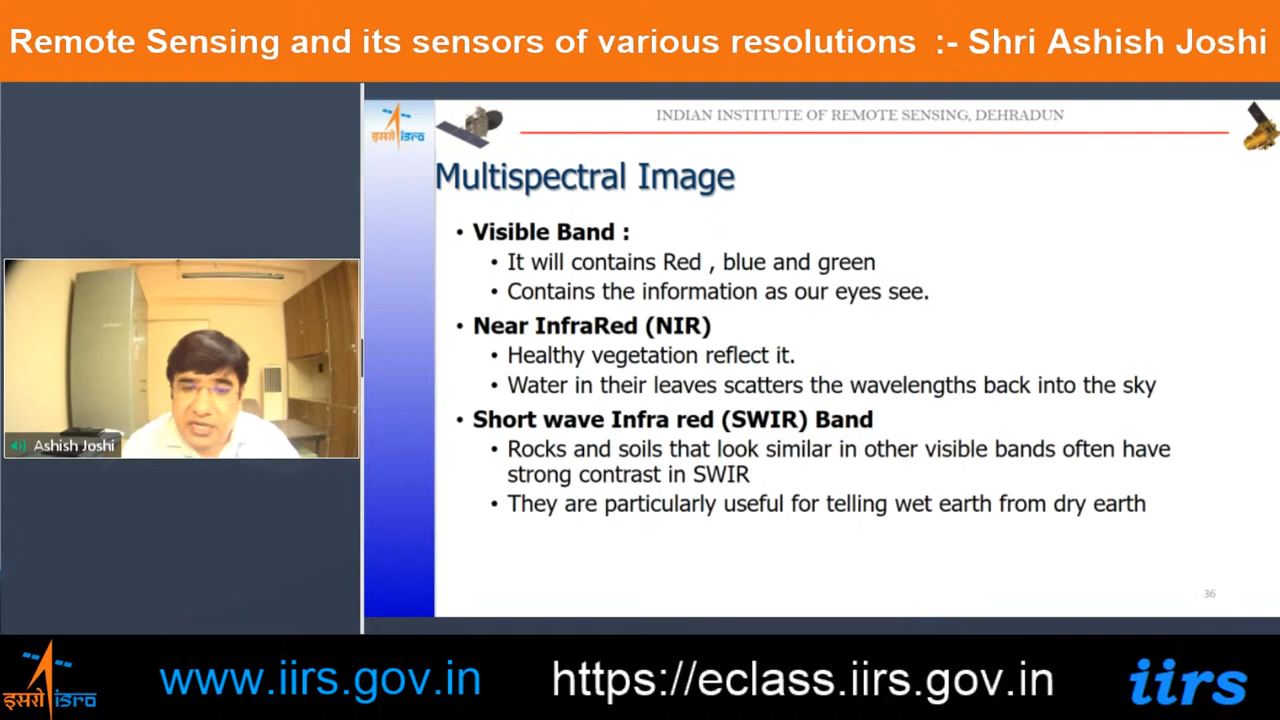 Remote Sensing and its sensors of various resolutions :- Shri Ashish Joshi
इसरो isro
INDIAN INSTITUTE OF REMOTE SENSING, DEHRADUN
Multispectral Image
• Visible Band :
• It will contains Red , blue and green
• Contains the information as our eyes see.
• Near InfraRed (NIR)
• Healthy vegetation reflect it.
• Water in their leaves scatters the wavelengths back into the sky
• Short wave Infra red (SWIR) Band
• Rocks and soils that look similar in other visible bands often have
strong contrast in SWIR
• They are particularly useful for telling wet earth from dry earth
36
Ashish Joshi
इसरो isro
www.iirs.gov.in
https://eclass.iirs.gov.in
iirs